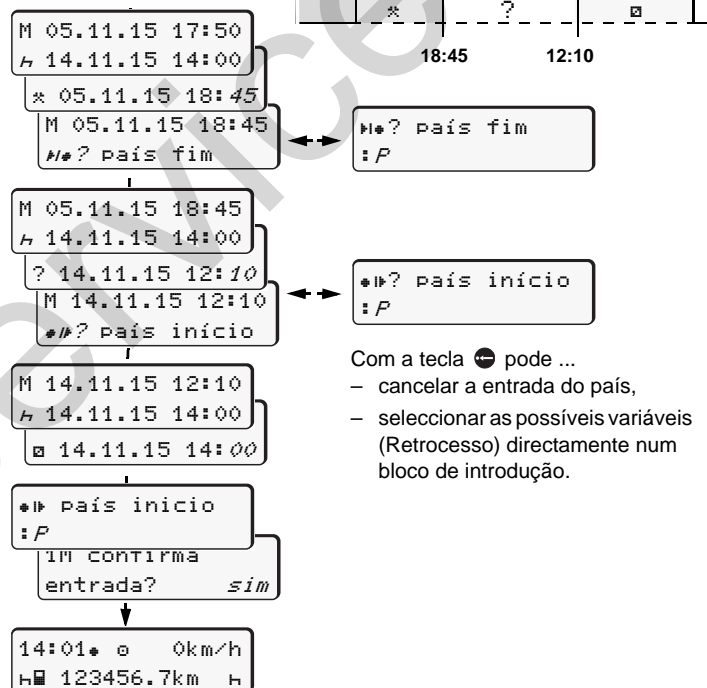 ⚒ ? ⊡
18:45 12:10
M 05.11.15 17:50
h 14.11.15 14:00
⚒ 05.11.15 18:45
M 05.11.15 18:45
? país fim
? país fim
:P
M 05.11.15 18:45
h 14.11.15 14:00
? 14.11.15 12:10
M 14.11.15 12:10
? país início
? país início
:P
Com a tecla pode ...
– cancelar a entrada do país,
– seleccionar as possíveis variáveis
(Retrocesso) directamente num
bloco de introdução.
M 14.11.15 12:10
h 14.11.15 14:00
⊡ 14.11.15 14:00
país inicio
:P
1M confirma
entrada? sim
14:01 0km/h
123456.7km h